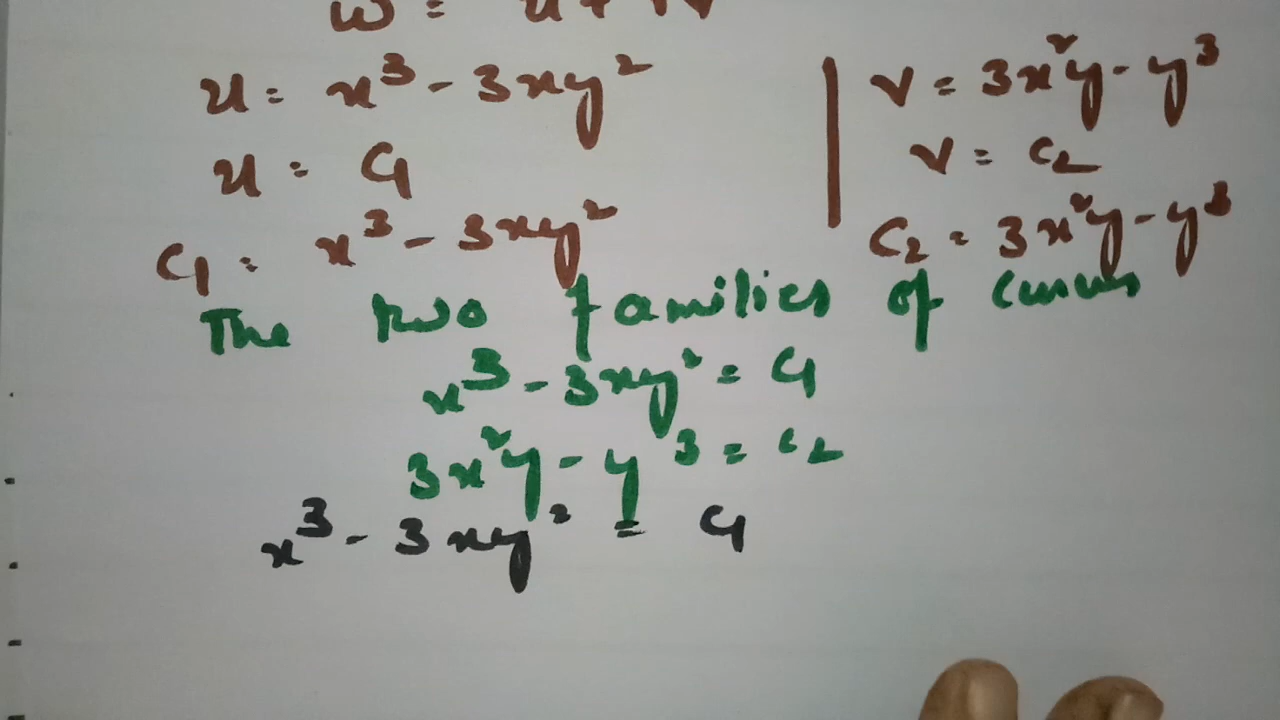 u = x³ - 3xy² | v = 3x²y - y³
u = c₁ v = c₂
c₁ = x³ - 3xy² c₂ = 3x²y - y³
The two families of curves
x³ - 3xy² = c₁
3x²y - y³ = c₂
x³ - 3xy² = c₁